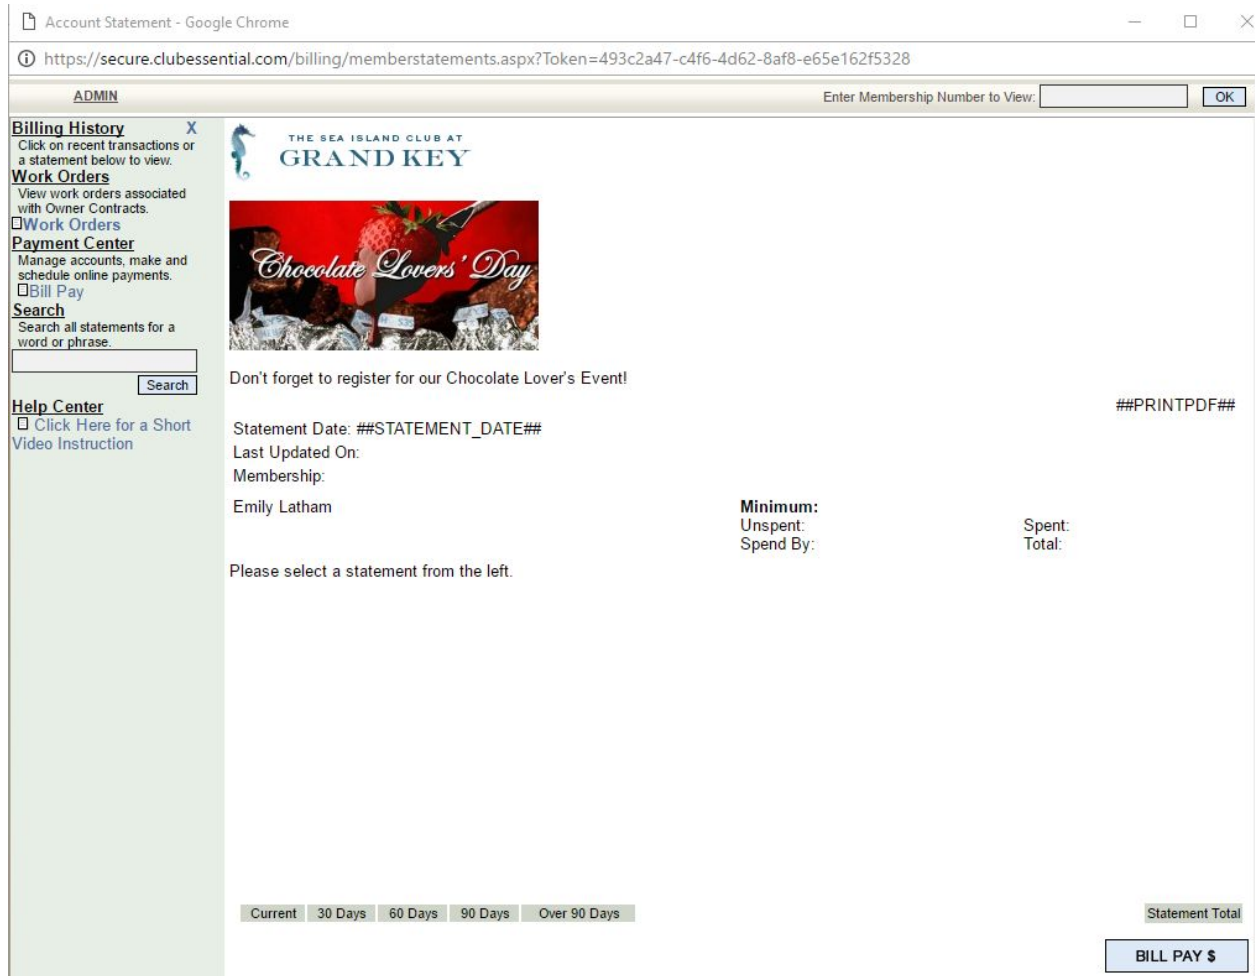 Account Statement - Google Chrome
https://secure.clubessential.com/billing/memberstatements.aspx?Token=493c2a47-c4f6-4d62-8af8-e65e162f5328
ADMIN
Enter Membership Number to View:
OK
Billing History X
Click on recent transactions or
a statement below to view.
Work Orders
View work orders associated
with Owner Contracts.
Work Orders
Payment Center
Manage accounts, make and
schedule online payments.
Bill Pay
Search
Search all statements for a
word or phrase.
Search
Help Center
Click Here for a Short
Video Instruction
THE SEA ISLAND CLUB AT
GRAND KEY
Chocolate Lovers' Day
Don't forget to register for our Chocolate Lover's Event!
##PRINTPDF##
Statement Date: ##STATEMENT_DATE##
Last Updated On:
Membership:
Emily Latham
Minimum:
Unspent: Spent:
Spend By: Total:
Please select a statement from the left.
Current 30 Days 60 Days 90 Days Over 90 Days Statement Total
BILL PAY $